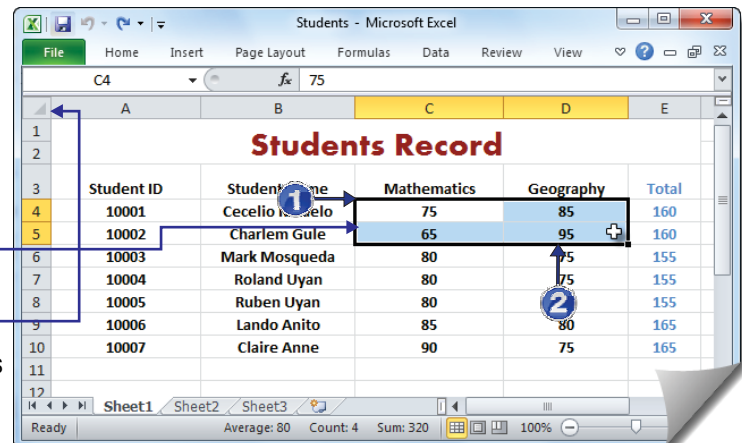 Students - Microsoft Excel
File Home Insert Page Layout Formulas Data Review View
C4 fx 75
A B C D E
1
Students Record
2
3 Student ID Mathematics Geography Total
4 10001 Cecelio 75 85 160
5 10002 Charlem Gule 65 95 160
6 10003 Mark Mosqueda 80 75 155
7 10004 Roland Uyan 80 75 155
8 10005 Ruben Uyan 80 155
9 10006 Lando Anito 85 80 165
10 10007 Claire Anne 90 75 165
11
12
1
2
s
Sheet1 Sheet2 Sheet3
Ready Average: 80 Count: 4 Sum: 320 100%